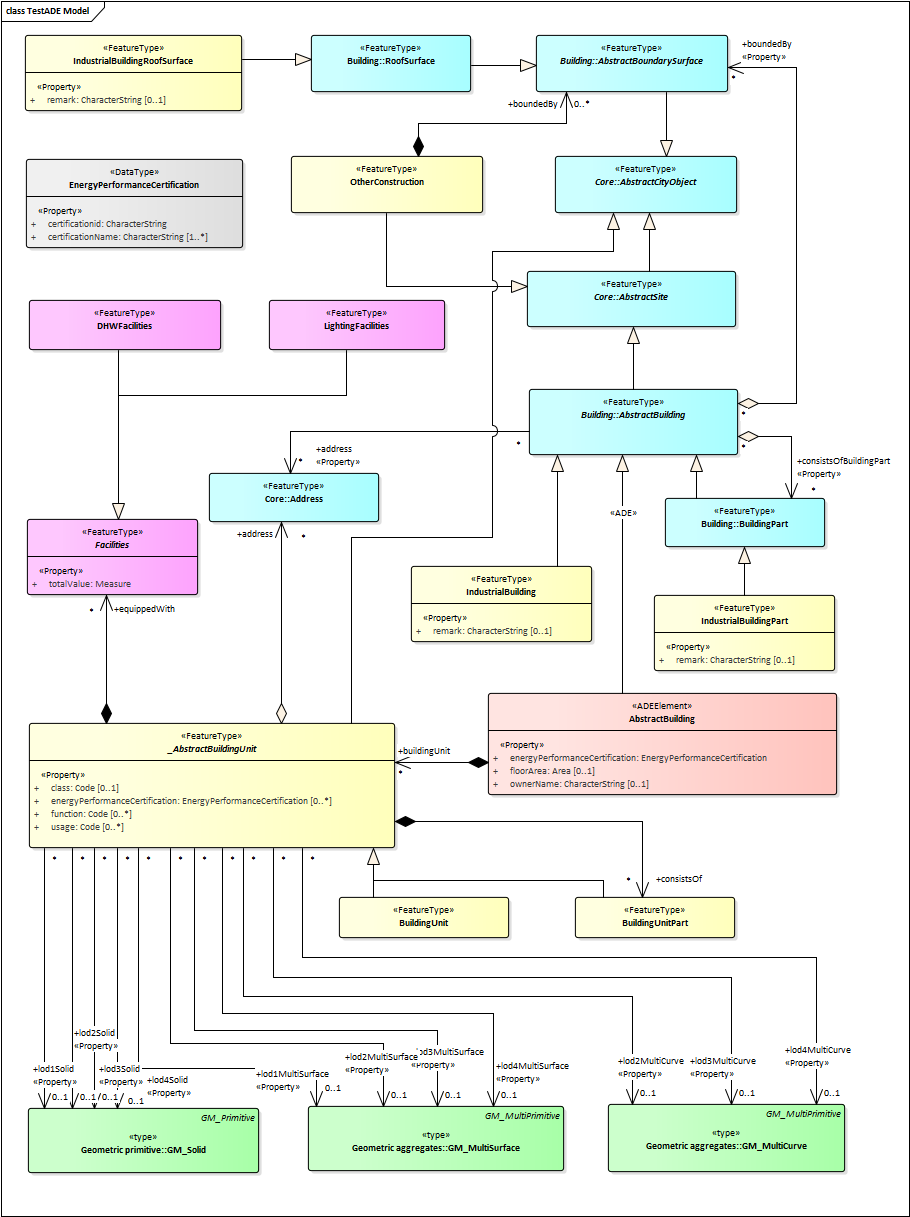 class TestADE Model
«FeatureType»
IndustrialBuildingRoofSurface
«Property»
+ remark: CharacterString [0..1]
«FeatureType»
Building::RoofSurface
«FeatureType»
Building::AbstractBoundarySurface
+boundedBy
«Property»
*
+boundedBy
0..*
«DataType»
EnergyPerformanceCertification
«Property»
+ certificationid: CharacterString
+ certificationName: CharacterString [1..*]
«FeatureType»
OtherConstruction
«FeatureType»
Core::AbstractCityObject
«FeatureType»
Core::AbstractSite
«FeatureType»
DHWFacilities
«FeatureType»
LightingFacilities
«FeatureType»
Building::AbstractBuilding
*
*
*
+address
«Property»
*
+consistsOfBuildingPart
«Property»
*
«FeatureType»
Core::Address
+address
*
«ADE»
«FeatureType»
Building::BuildingPart
«FeatureType»
Facilities
«Property»
+ totalValue: Measure
* +equippedWith
«FeatureType»
IndustrialBuilding
«Property»
+ remark: CharacterString [0..1]
«FeatureType»
IndustrialBuildingPart
«Property»
+ remark: CharacterString [0..1]
«ADEElement»
AbstractBuilding
«Property»
+ energyPerformanceCertification: EnergyPerformanceCertification
+ floorArea: Area [0..1]
+ ownerName: CharacterString [0..1]
+buildingUnit
*
«FeatureType»
_AbstractBuildingUnit
«Property»
+ class: Code [0..1]
+ energyPerformanceCertification: EnergyPerformanceCertification [0..*]
+ function: Code [0..*]
+ usage: Code [0..*]
* * * * * * * * * * *
* +consistsOf
«FeatureType»
BuildingUnit
«FeatureType»
BuildingUnitPart
+lod1Solid
«Property»
0..1
+lod2Solid
«Property»
0..1
+lod3Solid
«Property»
0..1
+lod4Solid
«Property»
0..1
+lod1MultiSurface
«Property»
0..1
+lod2MultiSurface
«Property»
0..1
od3MultiSurface
Property»
0..1
+lod4MultiSurface
«Property»
0..1
+lod2MultiCurve
«Property»
0..1
+lod3MultiCurve
«Property»
0..1
+lod4MultiCurve
«Property»
0..1
GM_Primitive
«type»
Geometric primitive::GM_Solid
GM_MultiPrimitive
«type»
Geometric aggregates::GM_MultiSurface
GM_MultiPrimitive
«type»
Geometric aggregates::GM_MultiCurve